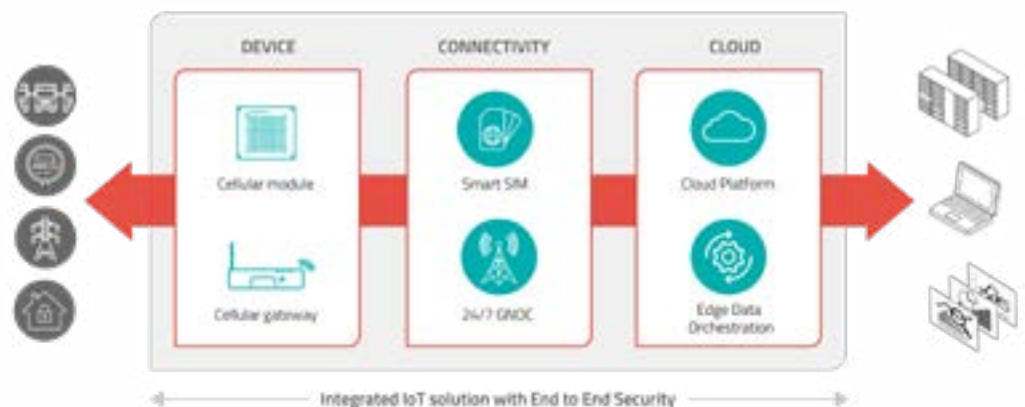 DEVICE
CONNECTIVITY
CLOUD
Cellular module
Smart SIM
Cloud Platform
Cellular gateway
24/7 GNOC
Edge Data
Orchestration
Integrated IoT solution with End to End Security